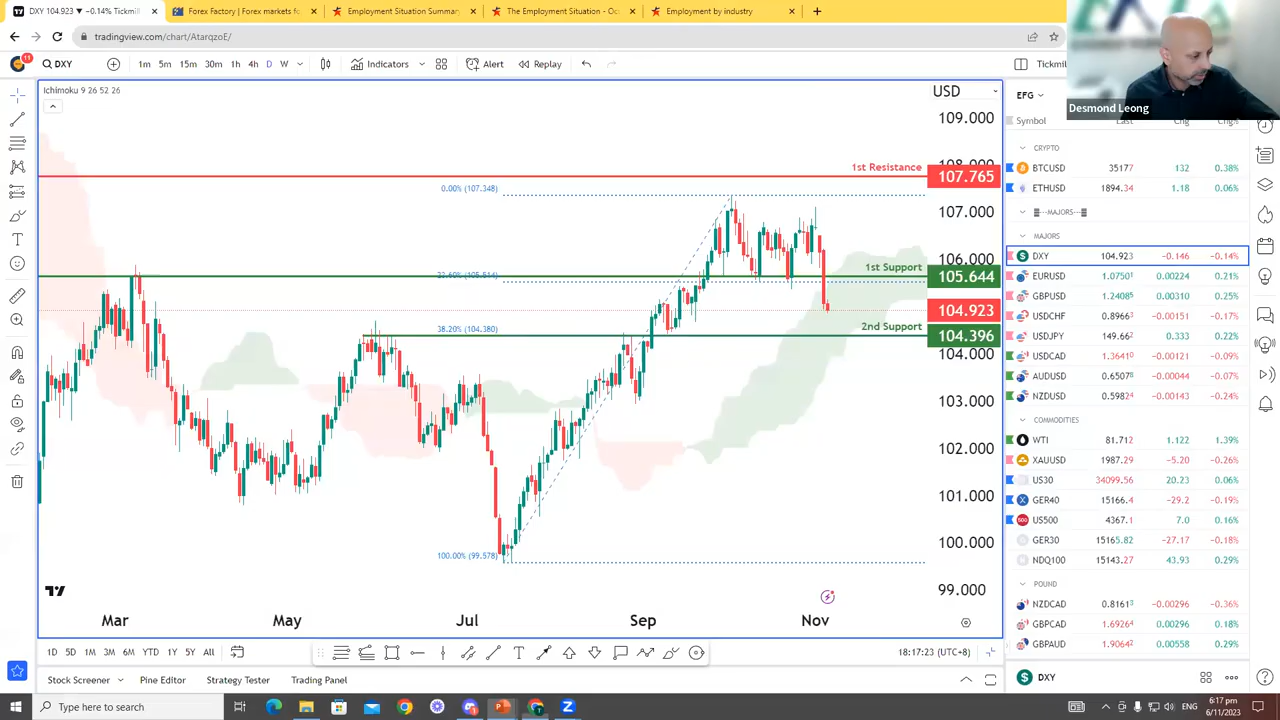 DXY 104.923 ▼ −0.14% Tickmill
Forex Factory | Forex markets fo
Employment Situation Summary
The Employment Situation - Oc
Employment by industry
tradingview.com/chart/AtarqzoE/
11
DXY
1m 5m 15m 30m 1h 4h D W
Indicators
Alert
Replay
Tickmi
Desmond Leong
Ichimoku 9 26 52 26
USD
109.000
108.000
1st Resistance
107.765
0.00% (107.348)
107.000
106.000
1st Support
105.644
23.60% (105.514)
104.923
2nd Support
104.396
38.20% (104.380)
104.000
103.000
102.000
101.000
100.000
100.00% (99.578)
99.000
Mar May Jul Sep Nov
1D 5D 1M 3M 6M YTD 1Y 5Y All
18:17:23 (UTC+8)
Stock Screener Pine Editor Strategy Tester Trading Panel
EFG
Symbol Last Chg Chg%
CRYPTO
BTCUSD 35177 132 0.38%
ETHUSD 1894.34 1.18 0.06%
---MAJORS---
MAJORS
DXY 104.923 −0.146 −0.14%
EURUSD 1.07501 0.00224 0.21%
GBPUSD 1.24085 0.00310 0.25%
USDCHF 0.89663 −0.00151 −0.17%
USDJPY 149.662 0.333 0.22%
USDCAD 1.36410 −0.00121 −0.09%
AUDUSD 0.65078 −0.00044 −0.07%
NZDUSD 0.59824 −0.00143 −0.24%
COMMODITIES
WTI 81.712 1.122 1.39%
XAUUSD 1987.29 −5.20 −0.26%
US30 34099.56 20.23 0.06%
GER40 15166.4 −29.2 −0.19%
US500 4367.1 7.0 0.16%
GER30 15165.82 −27.17 −0.18%
NDQ100 15143.27 43.93 0.29%
POUND
NZDCAD 0.81613 −0.00296 −0.36%
GBPCAD 1.69264 0.00296 0.18%
GBPAUD 1.90642 0.00558 0.29%
DXY
Type here to search
6:17 pm
6/11/2023